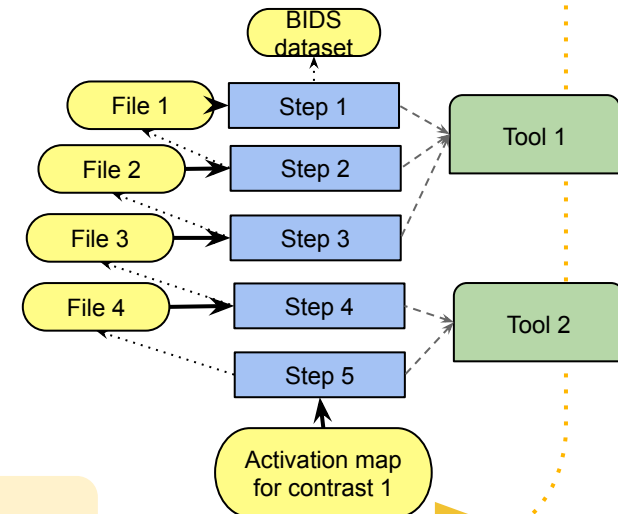 BIDS
dataset
File 1
Step 1
Tool 1
File 2
Step 2
File 3
Step 3
File 4
Step 4
Tool 2
Step 5
Activation map
for contrast 1